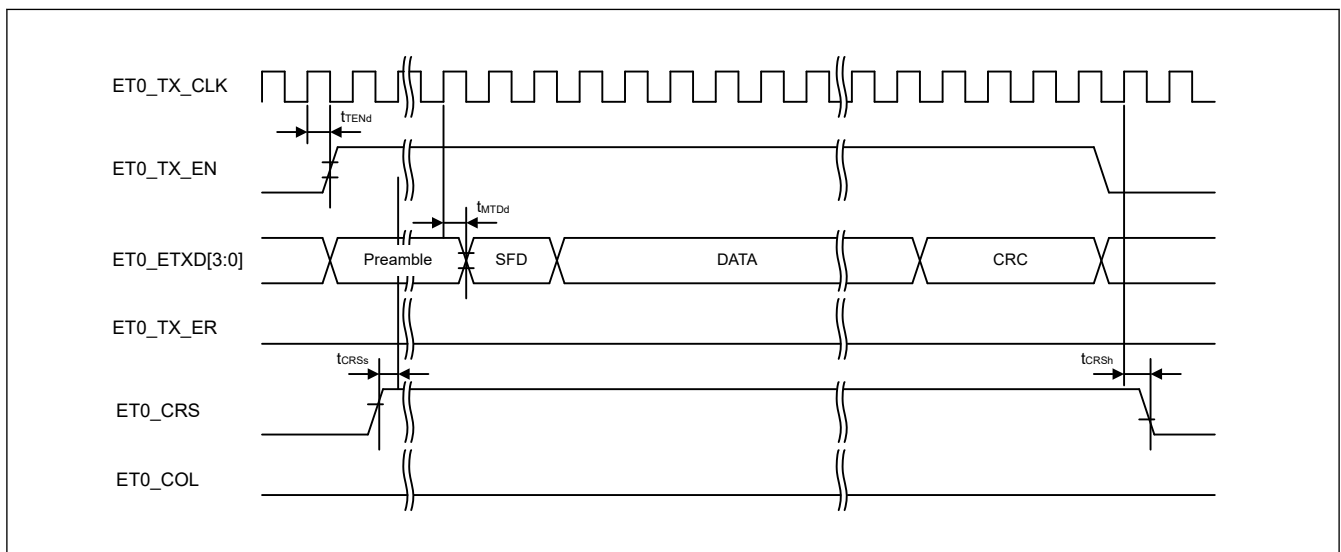 ET0_TX_CLK
tTENd
ET0_TX_EN
tMTDd
ET0_ETXD[3:0]
Preamble
SFD
DATA
CRC
ET0_TX_ER
tCRSs
tCRSh
ET0_CRS
ET0_COL